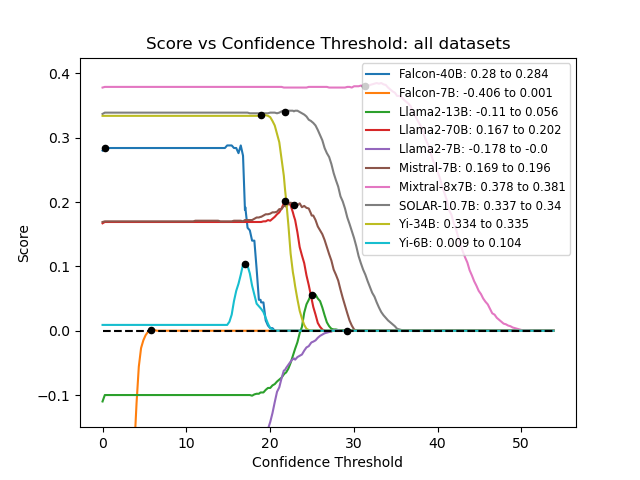 Score vs Confidence Threshold: all datasets
Falcon-40B: 0.28 to 0.284
Falcon-7B: -0.406 to 0.001
Llama2-13B: -0.11 to 0.056
Llama2-70B: 0.167 to 0.202
Llama2-7B: -0.178 to -0.0
Mistral-7B: 0.169 to 0.196
Mixtral-8x7B: 0.378 to 0.381
SOLAR-10.7B: 0.337 to 0.34
Yi-34B: 0.334 to 0.335
Yi-6B: 0.009 to 0.104
Score
0.4
0.3
0.2
0.1
0.0
−0.1
0 10 20 30 40 50
Confidence Threshold